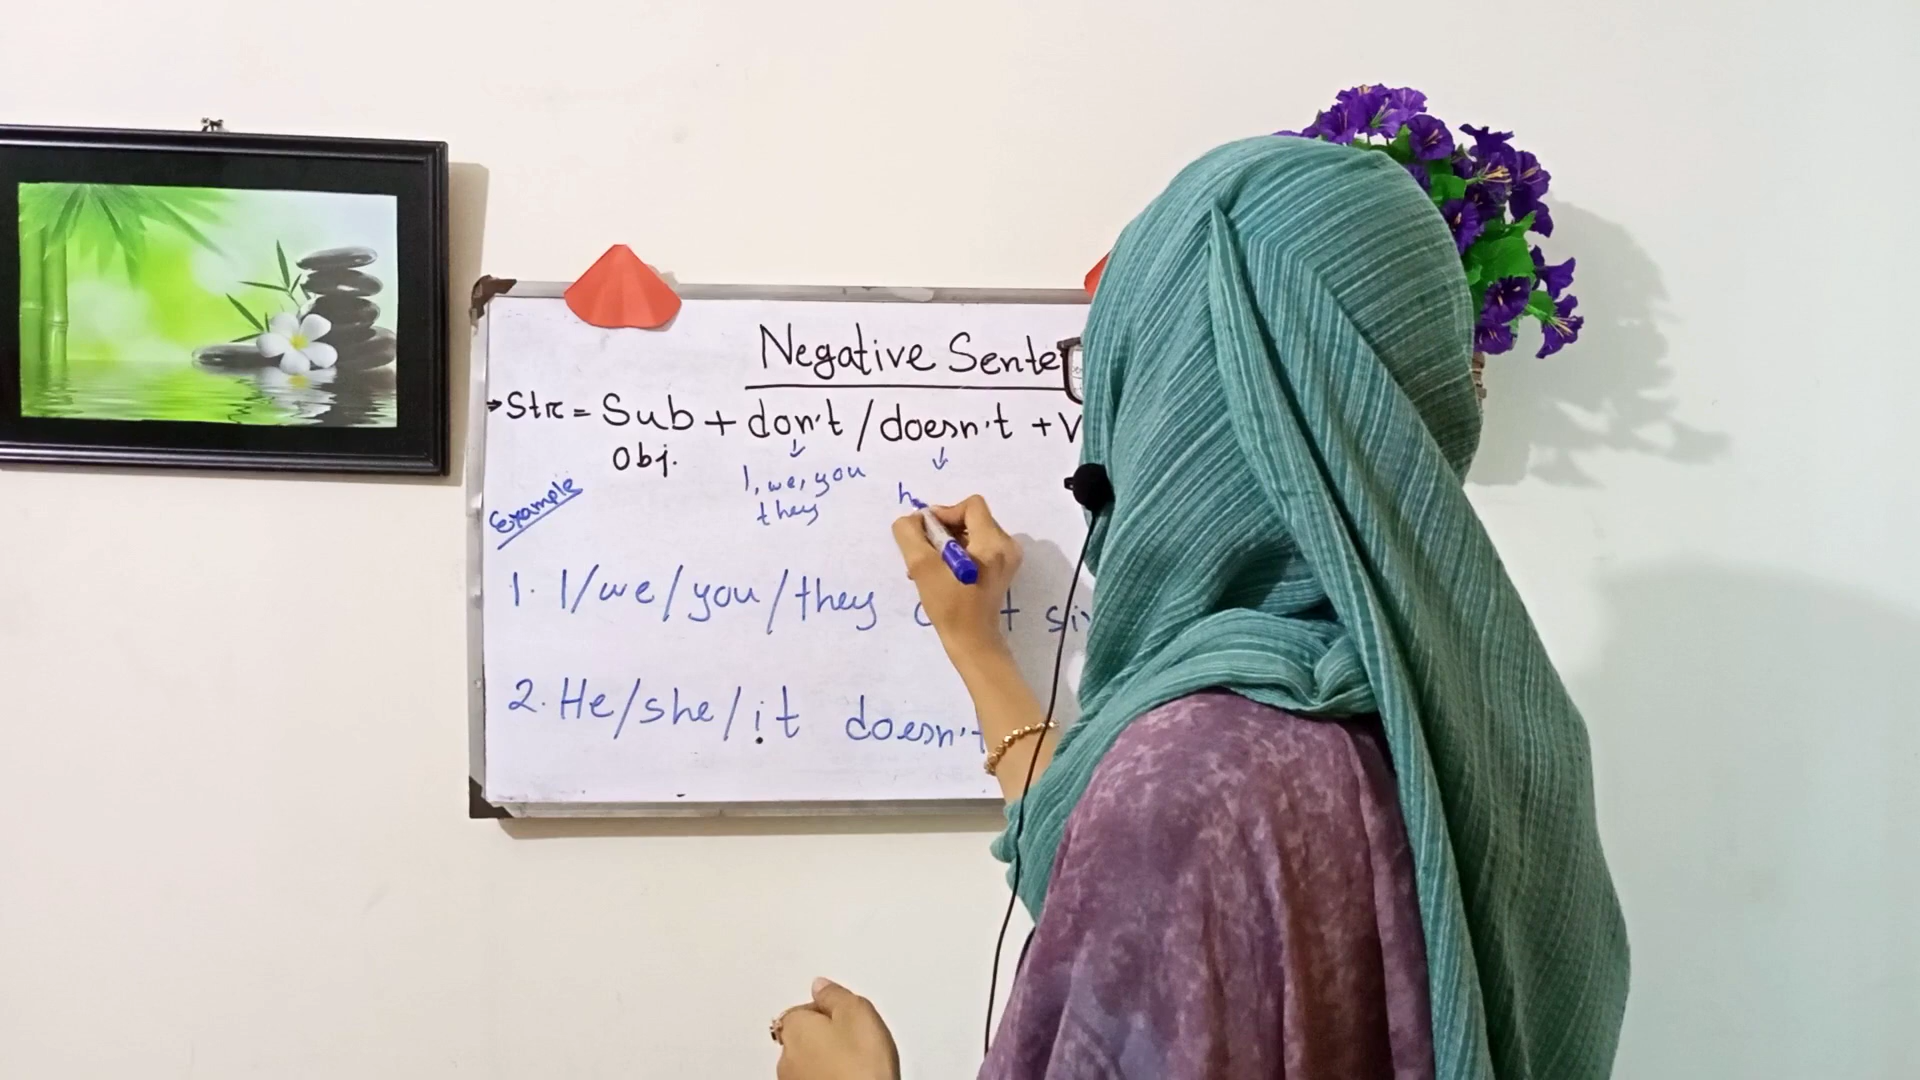 Negative Sente
→ Str = Sub + don't / doesn't + V
Obj.
I, we, you
they
h
Example
1. I/we/you/they si
2. He/she/it doesn't